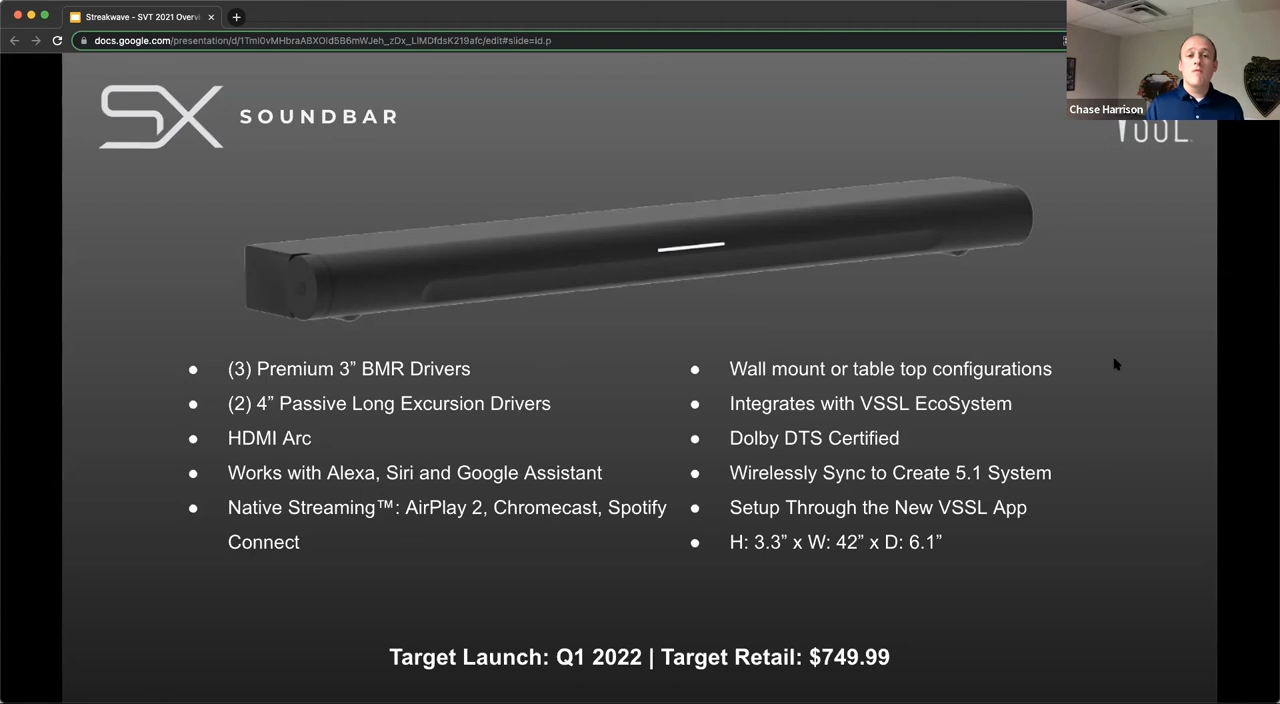 Streakwave - SVT 2021 Overvi
docs.google.com/presentation/d/1TmI0vMHbraABXOId5B6mWJeh_zDx_LIMDfdsK219afc/edit#slide=id.p
Chase Harrison
SX SOUNDBAR
VSSL
(3) Premium 3” BMR Drivers
(2) 4” Passive Long Excursion Drivers
HDMI Arc
Works with Alexa, Siri and Google Assistant
Native Streaming™: AirPlay 2, Chromecast, Spotify
Connect
Wall mount or table top configurations
Integrates with VSSL EcoSystem
Dolby DTS Certified
Wirelessly Sync to Create 5.1 System
Setup Through the New VSSL App
H: 3.3” x W: 42” x D: 6.1”
Target Launch: Q1 2022 | Target Retail: $749.99